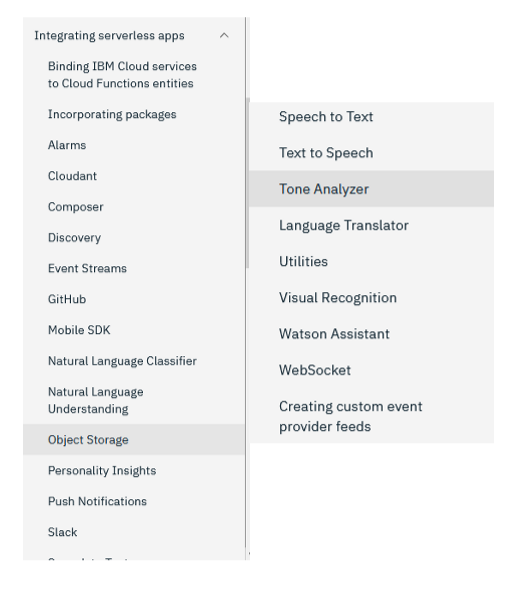 Integrating serverless apps
Binding IBM Cloud services
to Cloud Functions entities
Incorporating packages
Alarms
Cloudant
Composer
Discovery
Event Streams
GitHub
Mobile SDK
Natural Language Classifier
Natural Language
Understanding
Object Storage
Personality Insights
Push Notifications
Slack
Speech to Text
Text to Speech
Tone Analyzer
Language Translator
Utilities
Visual Recognition
Watson Assistant
WebSocket
Creating custom event
provider feeds